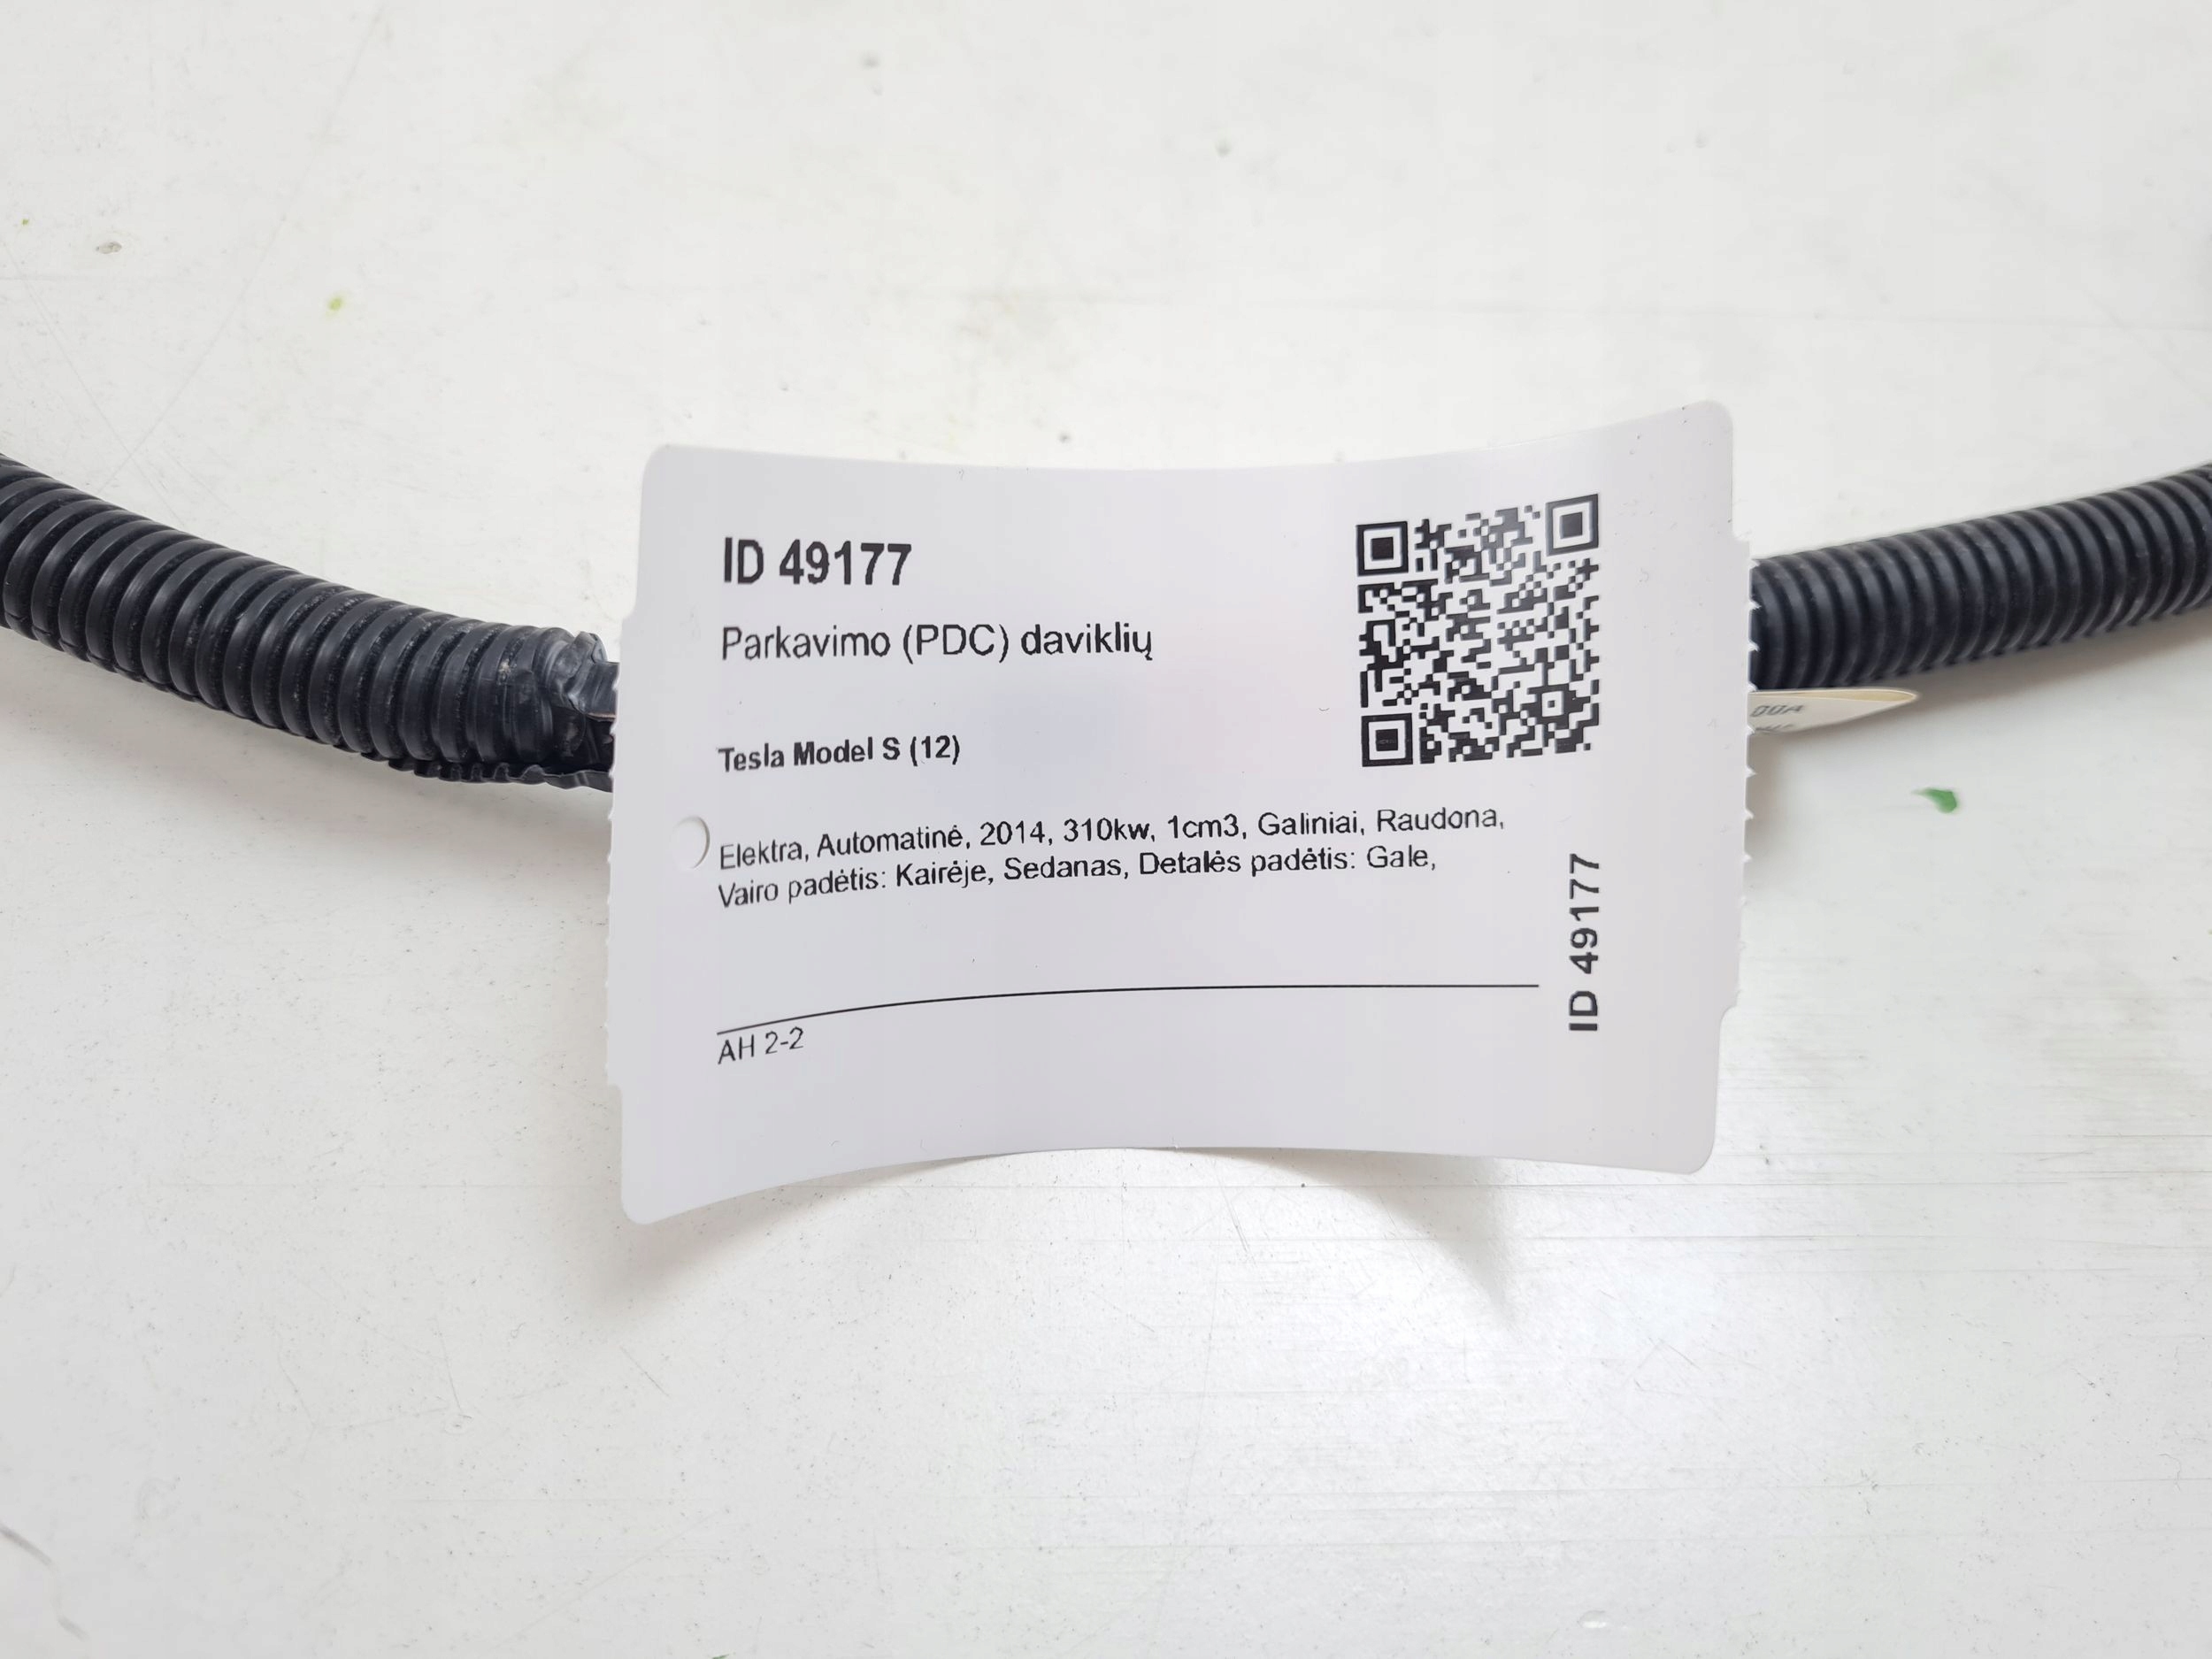 ID 49177
Parkavimo (PDC) daviklių
Tesla Model S (12)
Elektra, Automatinė, 2014, 310kw, 1cm3, Galiniai, Raudona,
Vairo padėtis: Kairėje, Sedanas, Detalės padėtis: Gale,
AH 2-2
ID 49177
00A